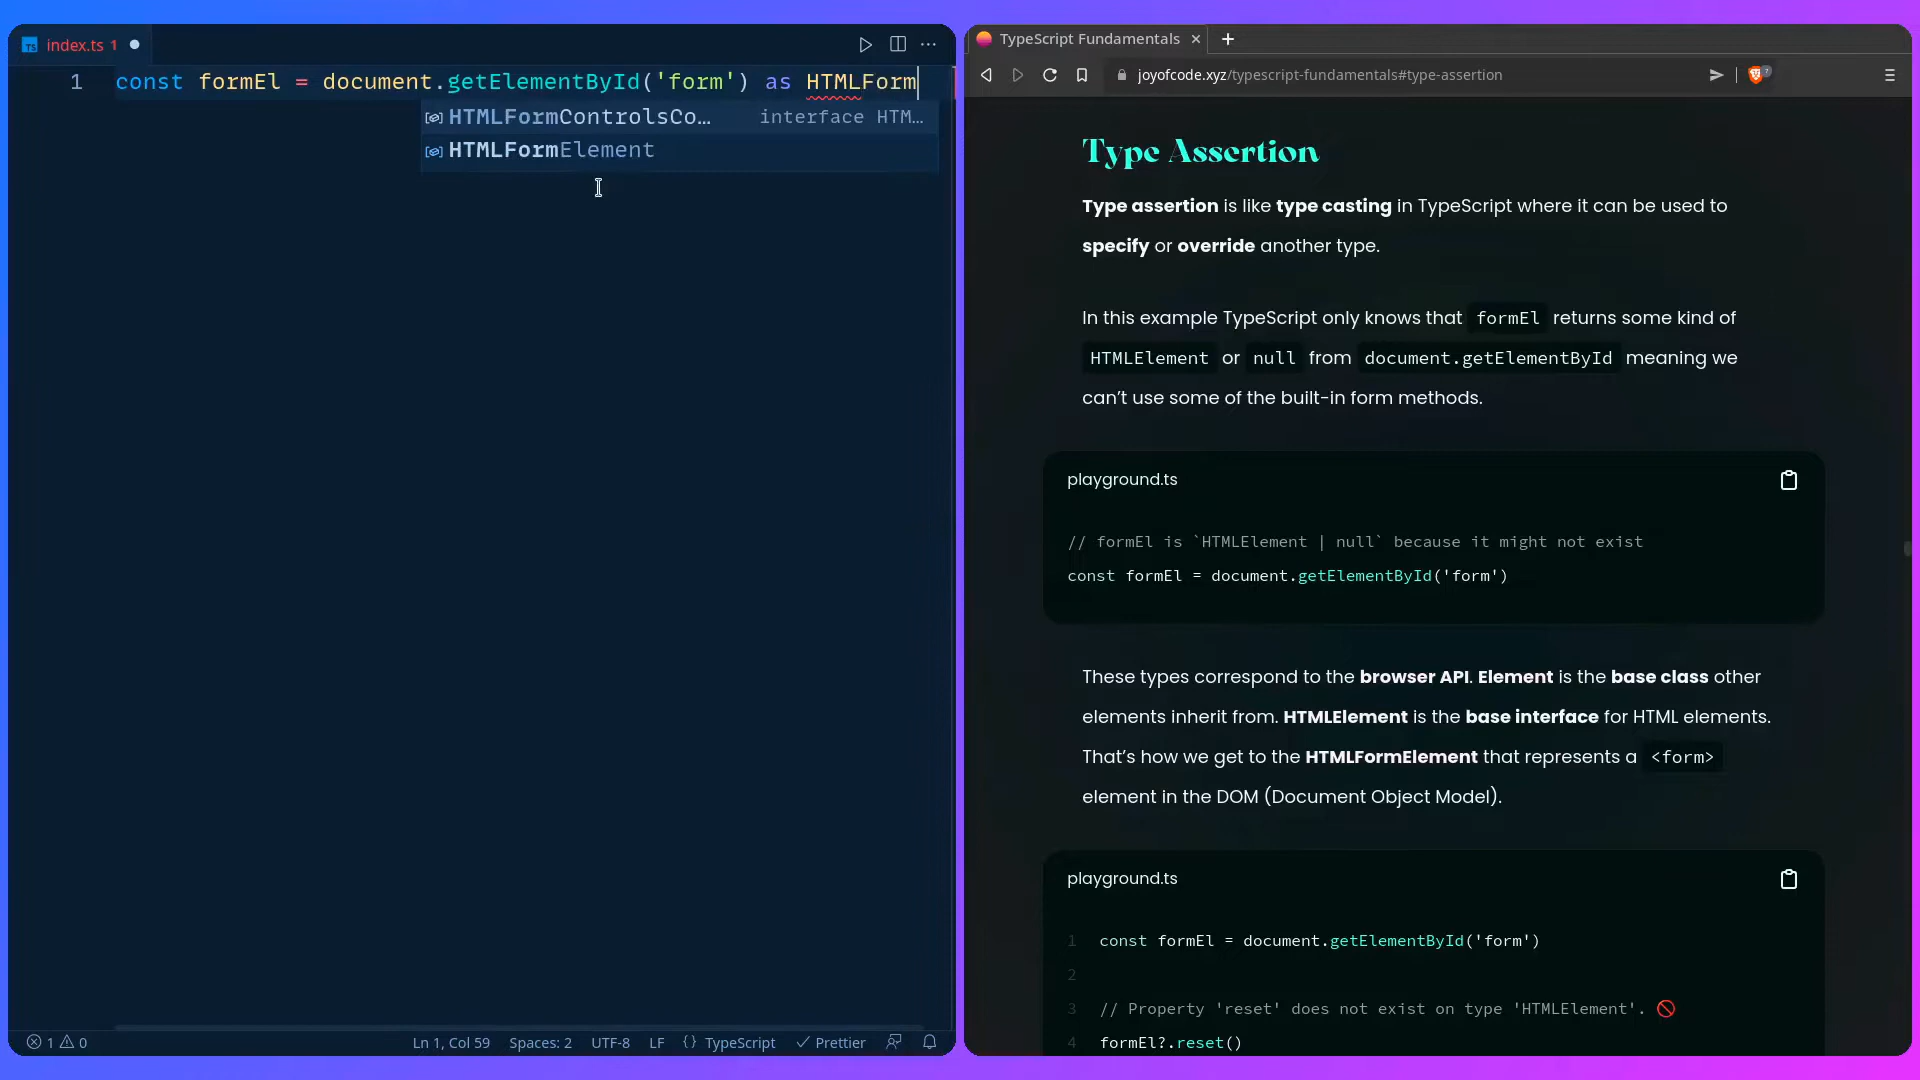 index.ts 1
1 const formEl = document.getElementById('form') as HTMLForm
HTMLFormControlsCo… interface HTM…
HTMLFormElement
1 0 Ln 1, Col 59 Spaces: 2 UTF-8 LF {} TypeScript Prettier
TypeScript Fundamentals
joyofcode.xyz/typescript-fundamentals#type-assertion
Type Assertion
Type assertion is like type casting in TypeScript where it can be used to
specify or override another type.
In this example TypeScript only knows that formEl returns some kind of
HTMLElement or null from document.getElementById meaning we
can’t use some of the built-in form methods.
playground.ts
// formEl is `HTMLElement | null` because it might not exist
const formEl = document.getElementById('form')
These types correspond to the browser API. Element is the base class other
elements inherit from. HTMLElement is the base interface for HTML elements.
That’s how we get to the HTMLFormElement that represents a <form>
element in the DOM (Document Object Model).
playground.ts
1 const formEl = document.getElementById('form')
2
3 // Property 'reset' does not exist on type 'HTMLElement'. 🚫
4 formEl?.reset()